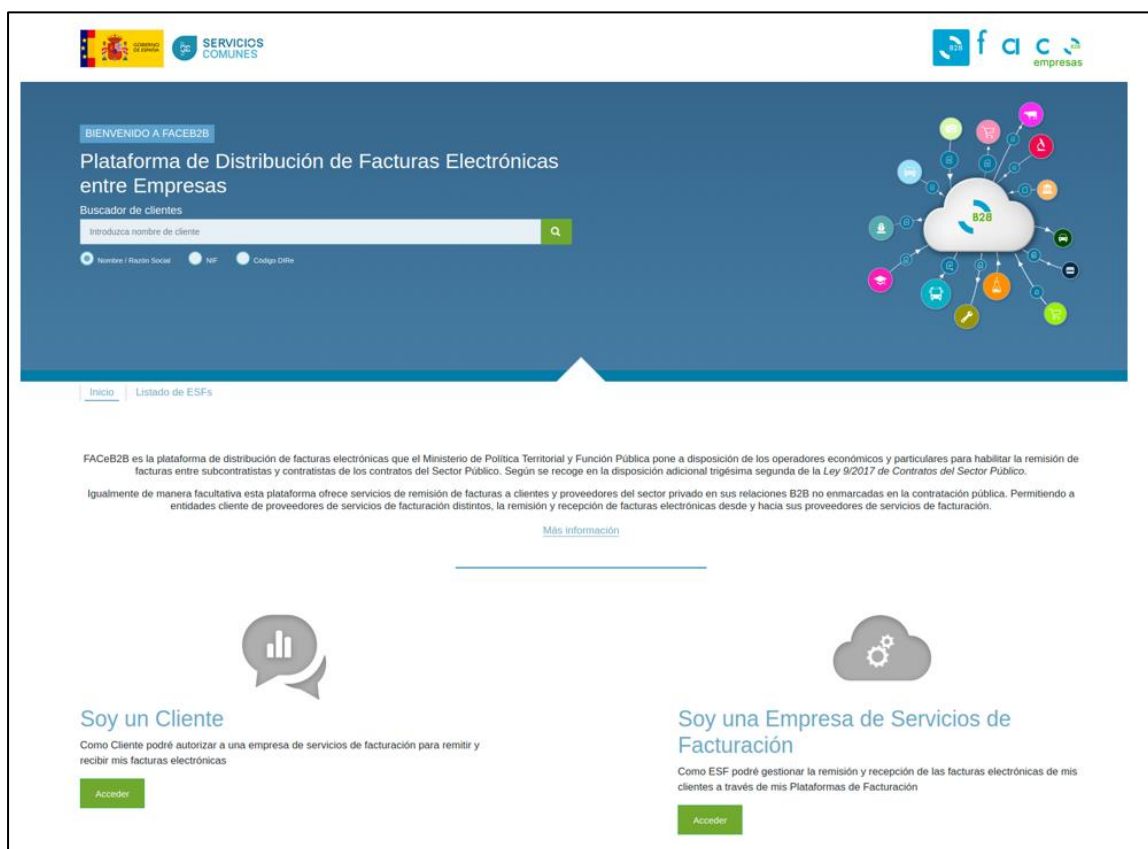 GOBIERNO
DE ESPAÑA
SERVICIOS
COMUNES
B2B
fac e
B2B
empresas
BIENVENIDO A FACEB2B
Plataforma de Distribución de Facturas Electrónicas
entre Empresas
Buscador de clientes
Introduzca nombre de cliente
Nombre / Razón Social
NIF
Código DIRe
B2B
Inicio
Listado de ESFs
FACeB2B es la plataforma de distribución de facturas electrónicas que el Ministerio de Política Territorial y Función Pública pone a disposición de los operadores económicos y particulares para habilitar la remisión de
facturas entre subcontratistas y contratistas de los contratos del Sector Público. Según se recoge en la disposición adicional trigésima segunda de la Ley 9/2017 de Contratos del Sector Público.
Igualmente de manera facultativa esta plataforma ofrece servicios de remisión de facturas a clientes y proveedores del sector privado en sus relaciones B2B no enmarcadas en la contratación pública. Permitiendo a
entidades cliente de proveedores de servicios de facturación distintos, la remisión y recepción de facturas electrónicas desde y hacia sus proveedores de servicios de facturación.
Más información
Soy un Cliente
Como Cliente podré autorizar a una empresa de servicios de facturación para remitir y
recibir mis facturas electrónicas
Acceder
Soy una Empresa de Servicios de
Facturación
Como ESF podré gestionar la remisión y recepción de las facturas electrónicas de mis
clientes a través de mis Plataformas de Facturación
Acceder